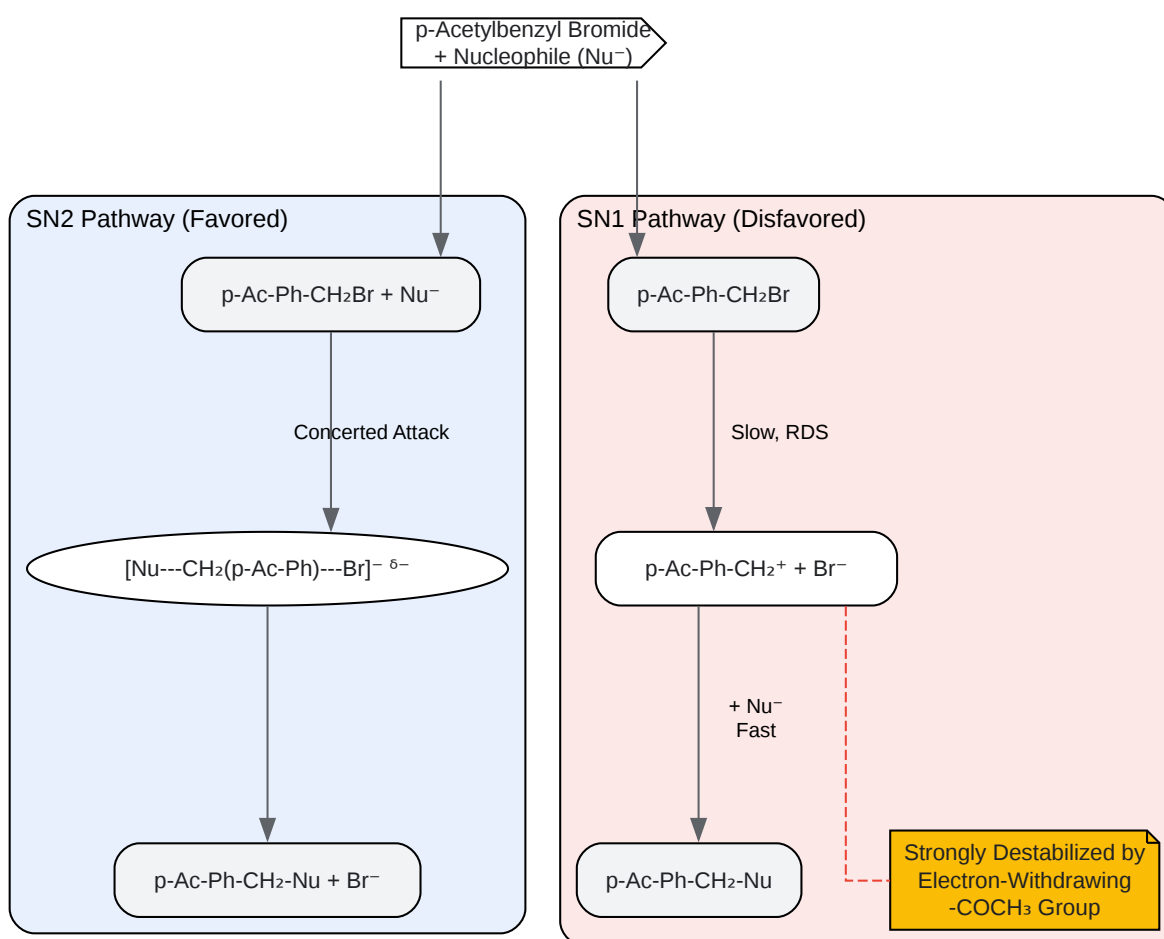 p-Acetylbenzyl Bromide
+ Nucleophile (Nu⁻)
SN2 Pathway (Favored)
p-Ac-Ph-CH₂Br + Nu⁻
Concerted Attack
[Nu---CH₂(p-Ac-Ph)---Br]⁻ ᵟ⁻
p-Ac-Ph-CH₂-Nu + Br⁻
SN1 Pathway (Disfavored)
p-Ac-Ph-CH₂Br
Slow, RDS
p-Ac-Ph-CH₂⁺ + Br⁻
+ Nu⁻
Fast
p-Ac-Ph-CH₂-Nu
Strongly Destabilized by
Electron-Withdrawing
-COCH₃ Group